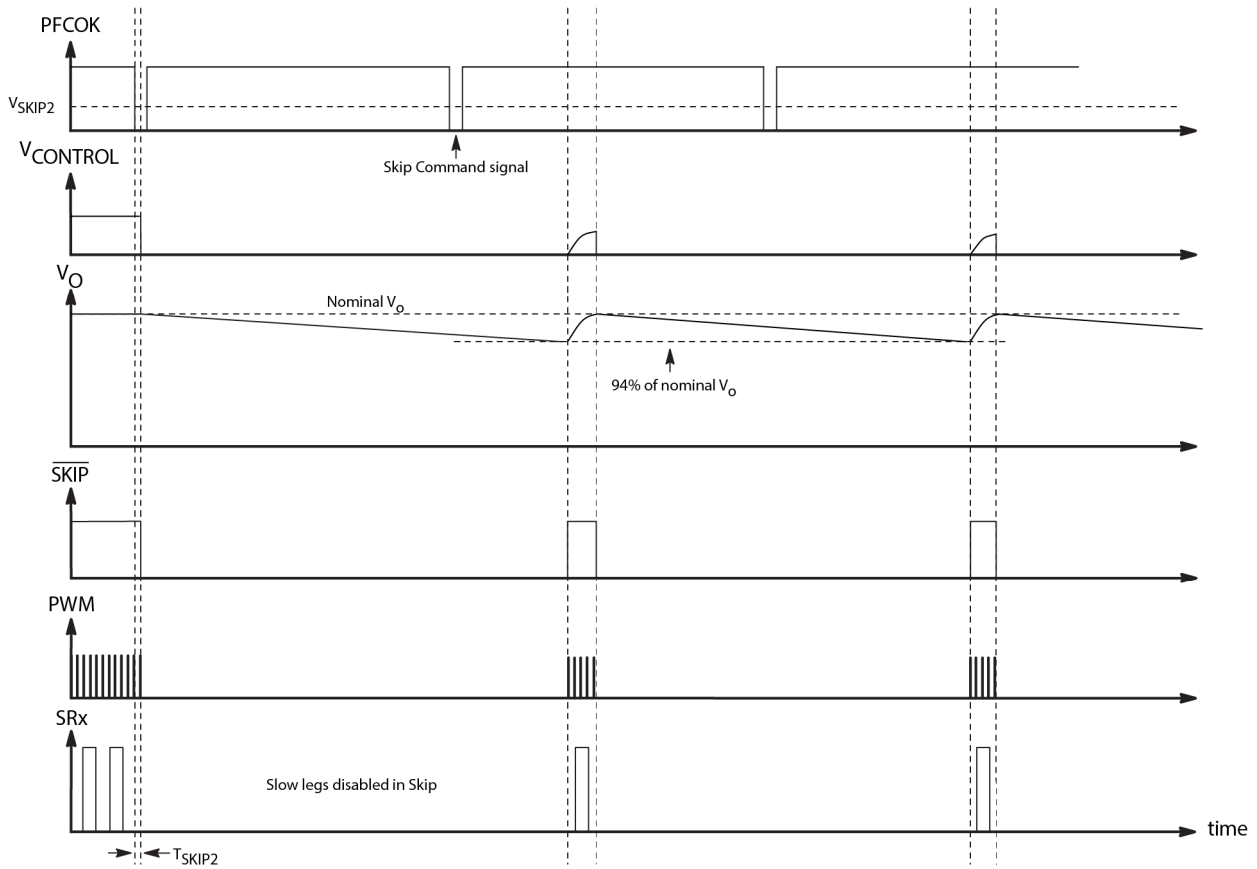 PFCOK
VSKIP2
Skip Command signal
VCONTROL
VO
Nominal Vo
94% of nominal Vo
SKIP
PWM
SRx
Slow legs disabled in Skip
time
TSKIP2